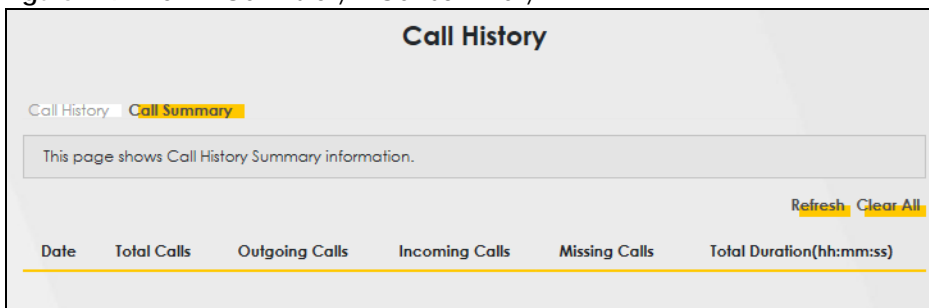 Call History
Call History Call Summary
This page shows Call History Summary information.
Refresh Clear All
Date Total Calls Outgoing Calls Incoming Calls Missing Calls Total Duration(hh:mm:ss)